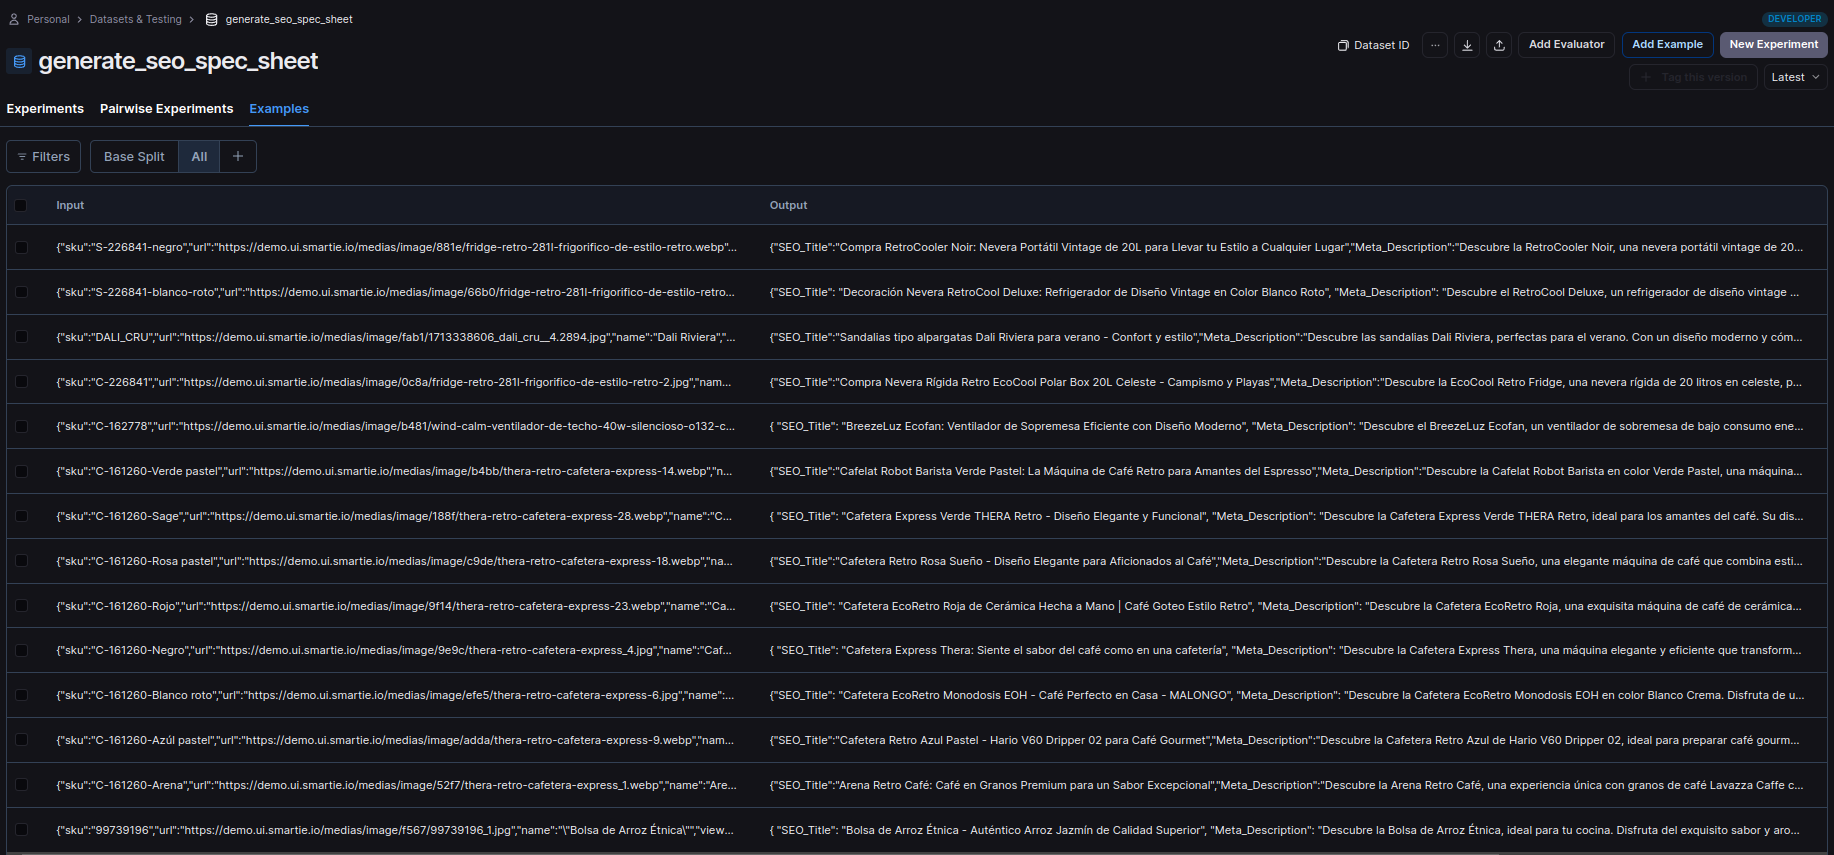 Personal > Datasets & Testing > generate_seo_spec_sheet
DEVELOPER
generate_seo_spec_sheet
Dataset ID ... Add Evaluator Add Example New Experiment
+ Tag this version Latest
Experiments Pairwise Experiments Examples
Filters Base Split All +
Input Output
{"sku":"S-226841-negro","url":"https://demo.ui.smartie.io/medias/image/881e/fridge-retro-281l-frigorifico-de-estilo-retro.webp"... {"SEO_Title":"Compra RetroCooler Noir: Nevera Portátil Vintage de 20L para Llevar tu Estilo a Cualquier Lugar","Meta_Description":"Descubre la RetroCooler Noir, una nevera portátil vintage de 20...
{"sku":"S-226841-blanco-roto","url":"https://demo.ui.smartie.io/medias/image/66b0/fridge-retro-281l-frigorifico-de-estilo-retro... {"SEO_Title": "Decoración Nevera RetroCool Deluxe: Refrigerador de Diseño Vintage en Color Blanco Roto", "Meta_Description": "Descubre el RetroCool Deluxe, un refrigerador de diseño vintage ...
{"sku":"DALI_CRU","url":"https://demo.ui.smartie.io/medias/image/fab1/1713338606_dali_cru__4.2894.jpg","name":"Dali Riviera","... {"SEO_Title":"Sandalias tipo alpargatas Dali Riviera para verano - Confort y estilo","Meta_Description":"Descubre las sandalias Dali Riviera, perfectas para el verano. Con un diseño moderno y cóm...
{"sku":"C-226841","url":"https://demo.ui.smartie.io/medias/image/0c8a/fridge-retro-281l-frigorifico-de-estilo-retro-2.jpg","nam... {"SEO_Title":"Compra Nevera Rígida Retro EcoCool Polar Box 20L Celeste - Campismo y Playas","Meta_Description":"Descubre la EcoCool Retro Fridge, una nevera rígida de 20 litros en celeste, p...
{"sku":"C-162778","url":"https://demo.ui.smartie.io/medias/image/b481/wind-calm-ventilador-de-techo-40w-silencioso-o132-c... { "SEO_Title": "BreezeLuz Ecofan: Ventilador de Sopremesa Eficiente con Diseño Moderno", "Meta_Description": "Descubre el BreezeLuz Ecofan, un ventilador de sobremesa de bajo consumo ene...
{"sku":"C-161260-Verde pastel","url":"https://demo.ui.smartie.io/medias/image/b4bb/thera-retro-cafetera-express-14.webp","n... {"SEO_Title":"Cafelat Robot Barista Verde Pastel: La Máquina de Café Retro para Amantes del Espresso","Meta_Description":"Descubre la Cafelat Robot Barista en color Verde Pastel, una máquina...
{"sku":"C-161260-Sage","url":"https://demo.ui.smartie.io/medias/image/188f/thera-retro-cafetera-express-28.webp","name":"C... { "SEO_Title": "Cafetera Express Verde THERA Retro - Diseño Elegante y Funcional", "Meta_Description": "Descubre la Cafetera Express Verde THERA Retro, ideal para los amantes del café. Su dis...
{"sku":"C-161260-Rosa pastel","url":"https://demo.ui.smartie.io/medias/image/c9de/thera-retro-cafetera-express-18.webp","na... {"SEO_Title":"Cafetera Retro Rosa Sueño - Diseño Elegante para Aficionados al Café","Meta_Description":"Descubre la Cafetera Retro Rosa Sueño, una elegante máquina de café que combina esti...
{"sku":"C-161260-Rojo","url":"https://demo.ui.smartie.io/medias/image/9f14/thera-retro-cafetera-express-23.webp","name":"Ca... {"SEO_Title": "Cafetera EcoRetro Roja de Cerámica Hecha a Mano | Café Goteo Estilo Retro", "Meta_Description": "Descubre la Cafetera EcoRetro Roja, una exquisita máquina de café de cerámica...
{"sku":"C-161260-Negro","url":"https://demo.ui.smartie.io/medias/image/9e9c/thera-retro-cafetera-express_4.jpg","name":"Caf... { "SEO_Title": "Cafetera Express Thera: Siente el sabor del café como en una cafetería", "Meta_Description": "Descubre la Cafetera Express Thera, una máquina elegante y eficiente que transform...
{"sku":"C-161260-Blanco roto","url":"https://demo.ui.smartie.io/medias/image/efe5/thera-retro-cafetera-express-6.jpg","name":... {"SEO_Title": "Cafetera EcoRetro Monodosis EOH - Café Perfecto en Casa - MALONGO", "Meta_Description": "Descubre la Cafetera EcoRetro Monodosis EOH en color Blanco Crema. Disfruta de u...
{"sku":"C-161260-Azúl pastel","url":"https://demo.ui.smartie.io/medias/image/adda/thera-retro-cafetera-express-9.webp","nam... {"SEO_Title":"Cafetera Retro Azul Pastel - Hario V60 Dripper 02 para Café Gourmet","Meta_Description":"Descubre la Cafetera Retro Azul de Hario V60 Dripper 02, ideal para preparar café gourm...
{"sku":"C-161260-Arena","url":"https://demo.ui.smartie.io/medias/image/52f7/thera-retro-cafetera-express_1.webp","name":"Are... {"SEO_Title":"Arena Retro Café: Café en Granos Premium para un Sabor Excepcional","Meta_Description":"Descubre la Arena Retro Café, una experiencia única con granos de café Lavazza Caffe c...
{"sku":"99739196","url":"https://demo.ui.smartie.io/medias/image/f567/99739196_1.jpg","name":"\"Bolsa de Arroz Étnica\"","view... { "SEO_Title": "Bolsa de Arroz Étnica - Auténtico Arroz Jazmín de Calidad Superior", "Meta_Description": "Descubre la Bolsa de Arroz Étnica, ideal para tu cocina. Disfruta del exquisito sabor y aro...